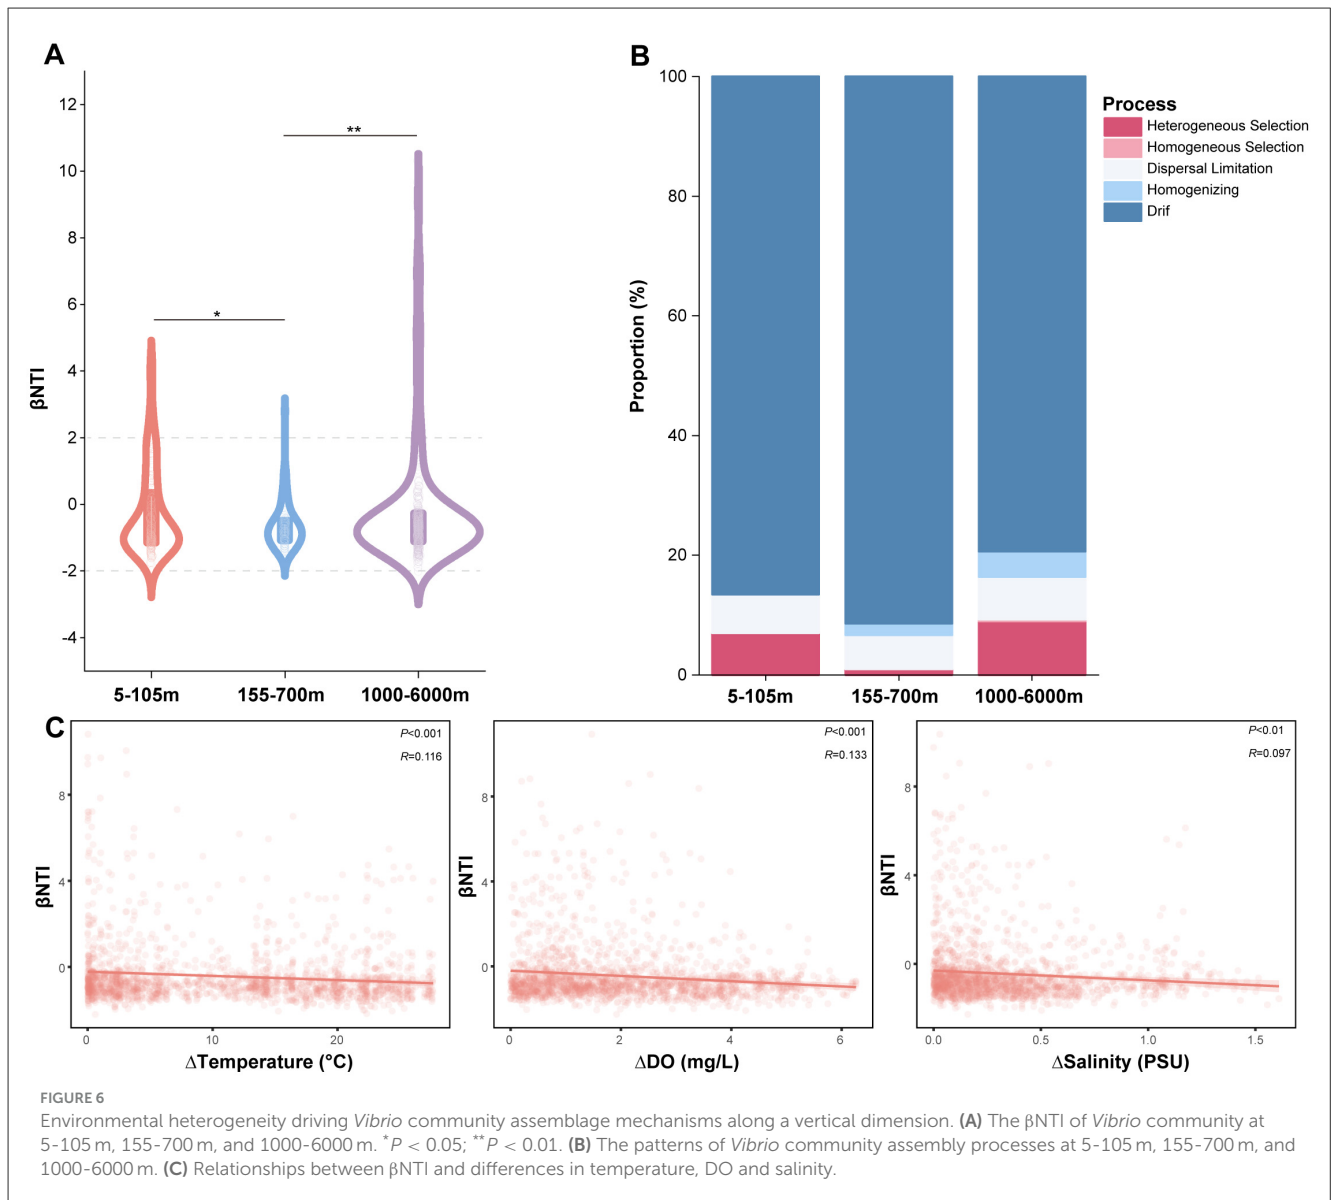 A
βNTI
12
10
8
6
4
2
0
-2
-4
*
**
5-105m
155-700m
1000-6000m
B
Proportion (%)
100
80
60
40
20
0
5-105m
155-700m
1000-6000m
Process
Heterogeneous Selection
Homogeneous Selection
Dispersal Limitation
Homogenizing
Drif
C
βNTI
8
4
0
P<0.001
R=0.116
0 10 20
ΔTemperature (°C)
βNTI
8
4
0
P<0.001
R=0.133
0 2 4 6
ΔDO (mg/L)
βNTI
8
4
0
P<0.01
R=0.097
0.0 0.5 1.0 1.5
ΔSalinity (PSU)
FIGURE 6
Environmental heterogeneity driving Vibrio community assemblage mechanisms along a vertical dimension. (A) The βNTI of Vibrio community at
5-105 m, 155-700 m, and 1000-6000 m. *P < 0.05; **P < 0.01. (B) The patterns of Vibrio community assembly processes at 5-105 m, 155-700 m, and
1000-6000 m. (C) Relationships between βNTI and differences in temperature, DO and salinity.